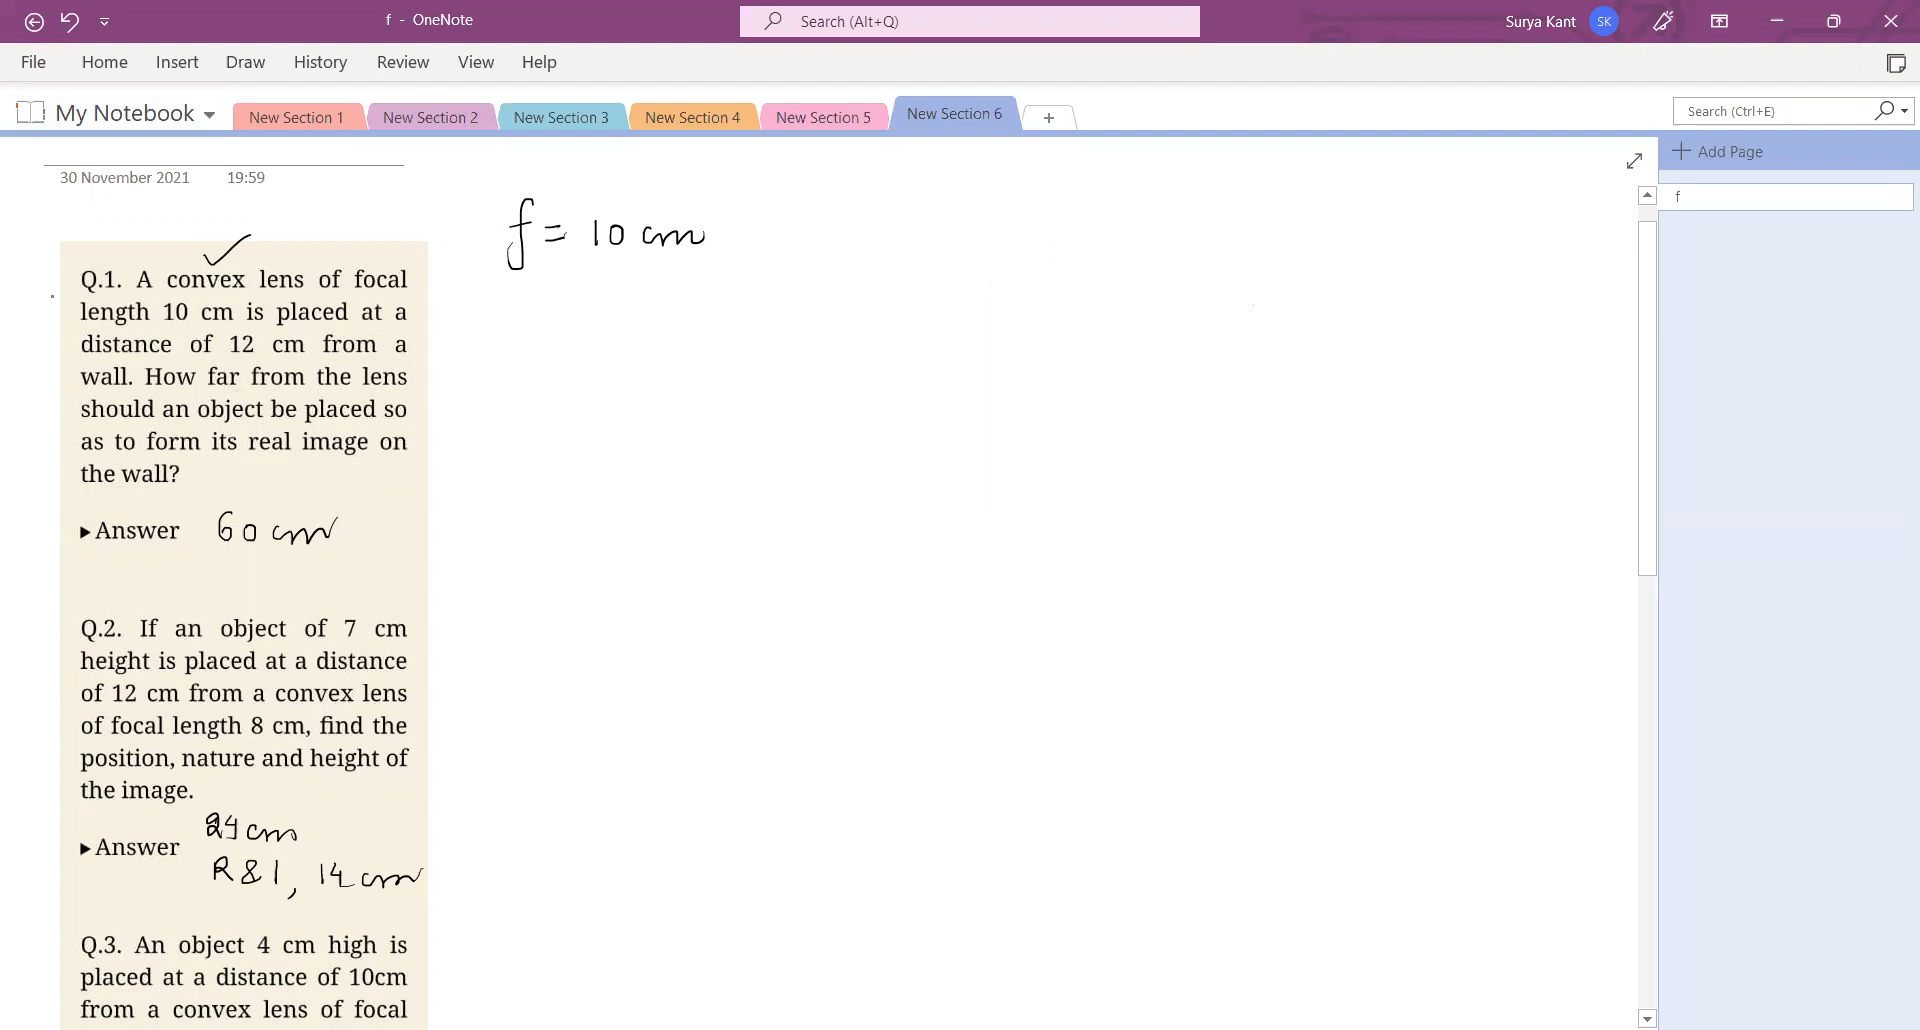 f - OneNote
Search (Alt+Q)
Surya Kant
SK
File Home Insert Draw History Review View Help
My Notebook
New Section 1
New Section 2
New Section 3
New Section 4
New Section 5
New Section 6
+
Search (Ctrl+E)
Add Page
f
30 November 2021 19:59
f = 10 cm
Q.1. A convex lens of focal
length 10 cm is placed at a
distance of 12 cm from a
wall. How far from the lens
should an object be placed so
as to form its real image on
the wall?
▸Answer 60 cm
Q.2. If an object of 7 cm
height is placed at a distance
of 12 cm from a convex lens
of focal length 8 cm, find the
position, nature and height of
the image.
24 cm
▸Answer
R & I, 14 cm
Q.3. An object 4 cm high is
placed at a distance of 10cm
from a convex lens of focal